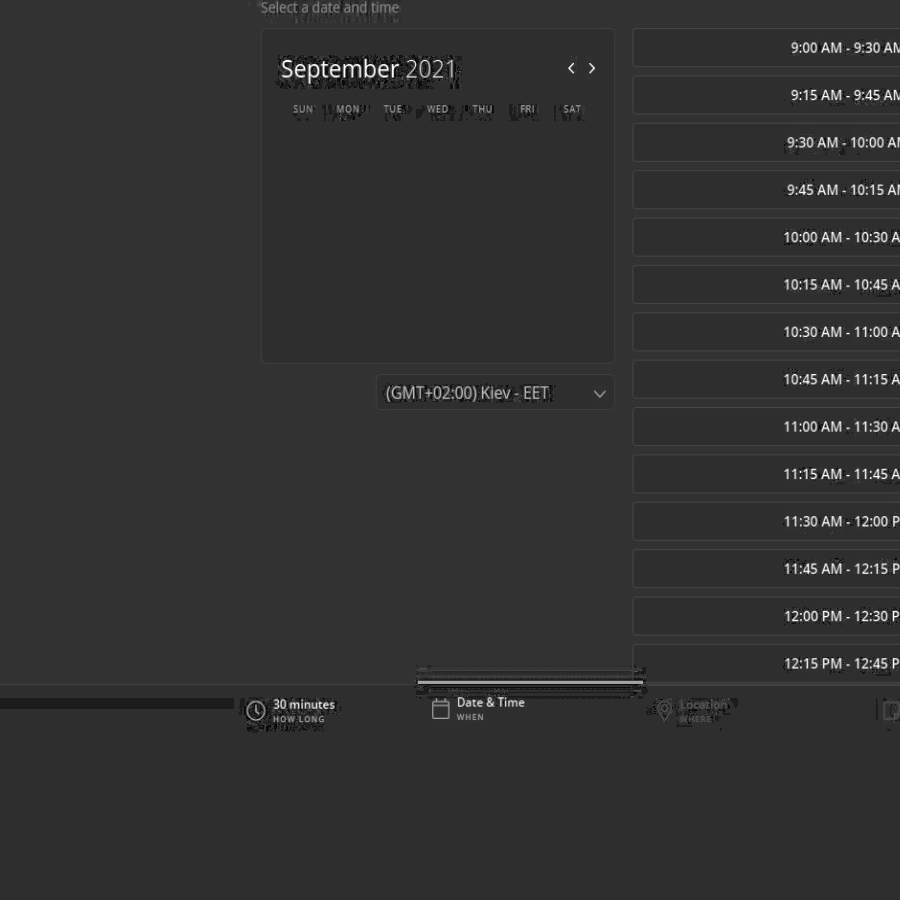 Select a date and time
September 2021
SUN MON TUE WED THU FRI SAT
(GMT+02:00) Kiev - EET
9:00 AM - 9:30 AM
9:15 AM - 9:45 AM
9:30 AM - 10:00 AM
9:45 AM - 10:15 AM
10:00 AM - 10:30 A
10:15 AM - 10:45 A
10:30 AM - 11:00 A
10:45 AM - 11:15 A
11:00 AM - 11:30 A
11:15 AM - 11:45 A
11:30 AM - 12:00 P
11:45 AM - 12:15 P
12:00 PM - 12:30 P
12:15 PM - 12:45 P
30 minutes
HOW LONG
Date & Time
WHEN
Location
WHERE